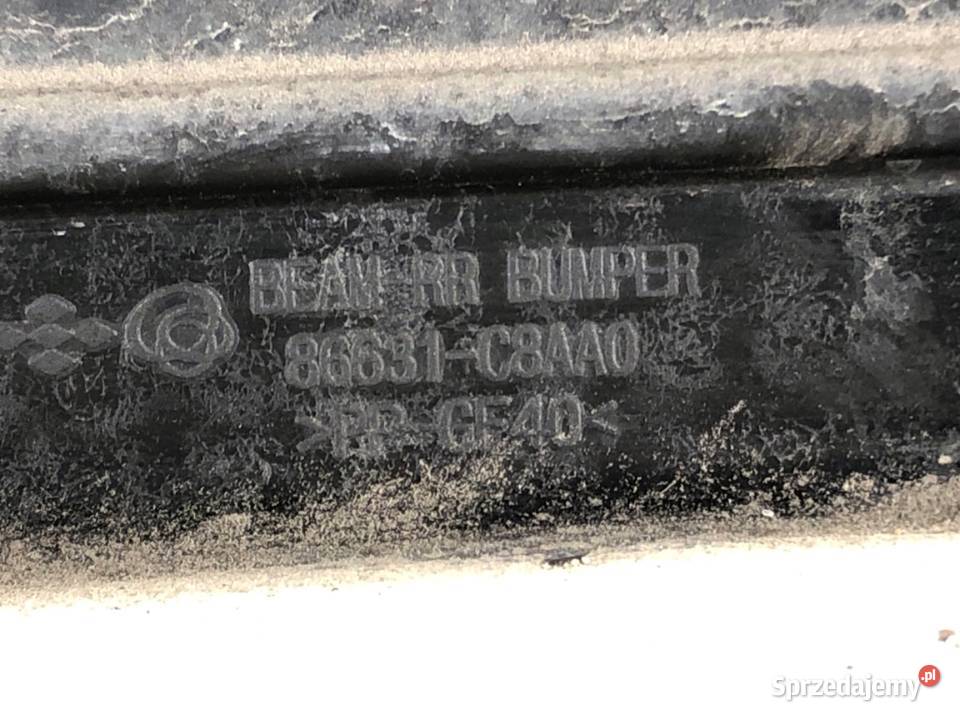 BEAM-RR BUMPER
86631-C8AA0
>PP-GF40<
Sprzedajemy.pl